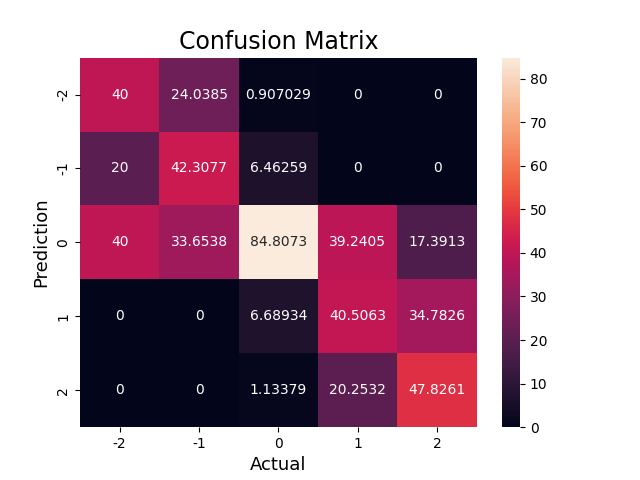 Confusion Matrix
-2 40 24.0385 0.907029 0 0 80
70
-1 20 42.3077 6.46259 0 0 60
50
Prediction 0 40 33.6538 84.8073 39.2405 17.3913 40
30
1 0 0 6.68934 40.5063 34.7826 20
2 0 0 1.13379 20.2532 47.8261 10
0
-2 -1 0 1 2
Actual